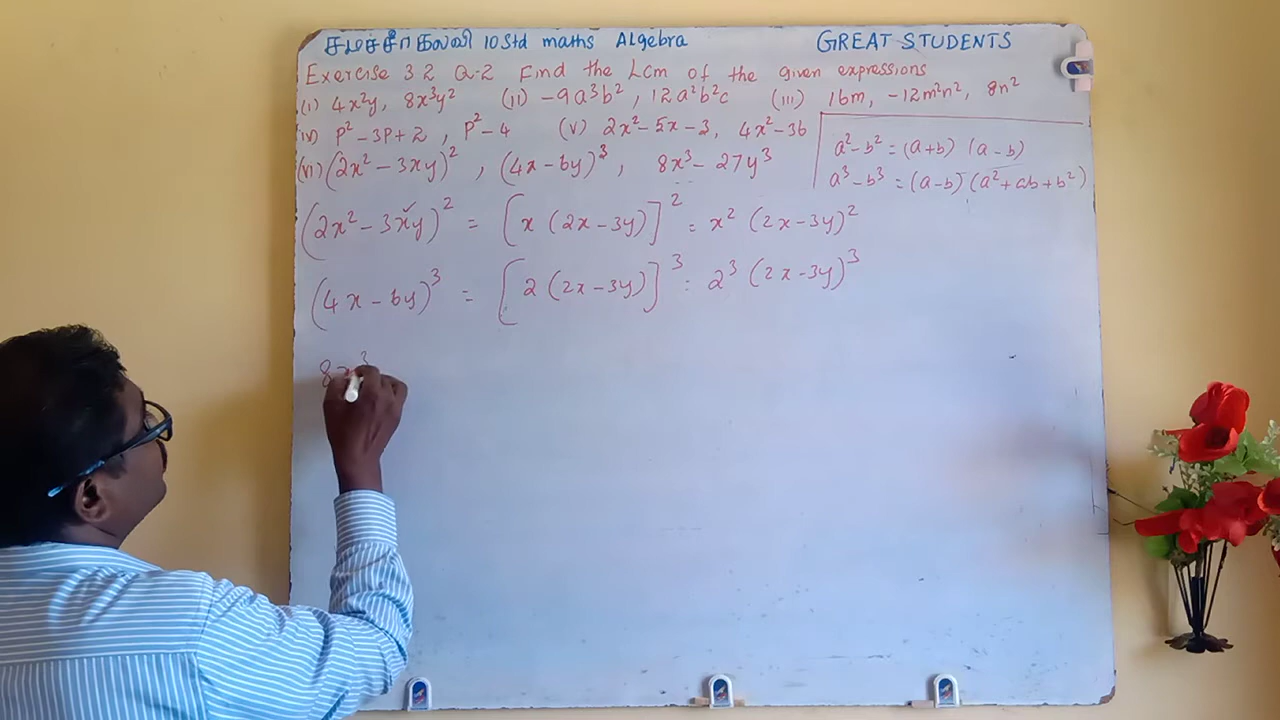 சமச்சீர் கல்வி 10 Std maths Algebra GREAT STUDENTS
Exercise 3.2 Q-2 Find the LCM of the given expressions
(i) 4x²y, 8x³y² (ii) -9a³b², 12a²b²c (iii) 16m, -12m²n², 8n²
iv) P²-3P+2, P²-4 (v) 2x²-5x-3, 4x²-36
(vi) (2x²-3xy)², (4x-6y)³, 8x³-27y³
a²-b² = (a+b) (a-b)
a³-b³ = (a-b) (a²+ab+b²)
(2x²-3xy)² = [x (2x-3y)]² = x² (2x-3y)²
(4x-6y)³ = [2 (2x-3y)]³ = 2³ (2x-3y)³
8x³